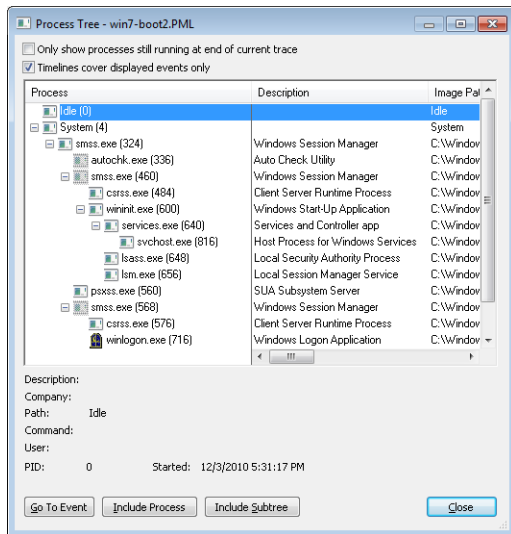 Process Tree - win7-boot2.PML
Only show processes still running at end of current trace
Timelines cover displayed events only
Process Description Image Pat
Idle (0) Idle
System (4) System
smss.exe (324) Windows Session Manager C:\Window
autochk.exe (336) Auto Check Utility C:\Window
smss.exe (460) Windows Session Manager C:\Window
csrss.exe (484) Client Server Runtime Process C:\Window
wininit.exe (600) Windows Start-Up Application C:\Window
services.exe (640) Services and Controller app C:\Window
svchost.exe (816) Host Process for Windows Services C:\Window
lsass.exe (648) Local Security Authority Process C:\Window
lsm.exe (656) Local Session Manager Service C:\Window
psxss.exe (560) SUA Subsystem Server C:\Window
smss.exe (568) Windows Session Manager C:\Window
csrss.exe (576) Client Server Runtime Process C:\Window
winlogon.exe (716) Windows Logon Application C:\Window
Description:
Company:
Path: Idle
Command:
User:
PID: 0 Started: 12/3/2010 5:31:17 PM
Go To Event Include Process Include Subtree Close